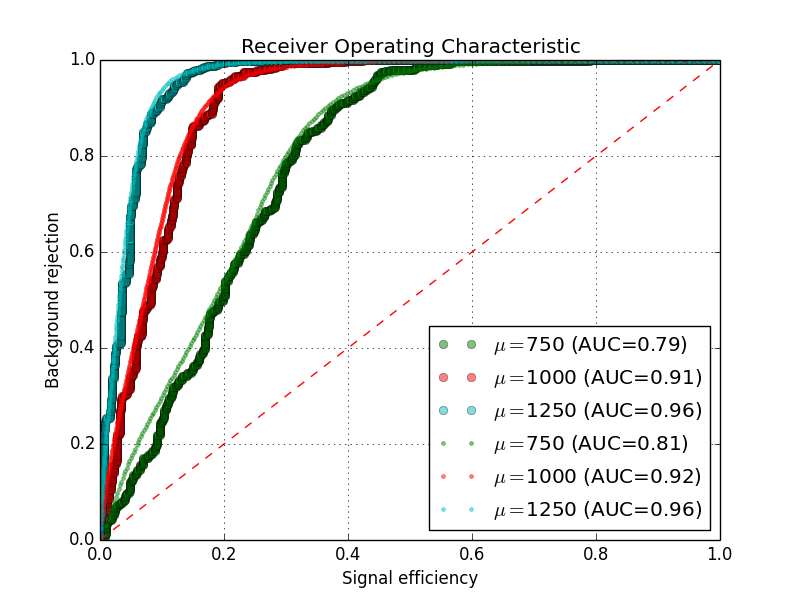 Receiver Operating Characteristic
1.0
0.8
0.6
0.4
0.2
0.0
Background rejection
μ=750 (AUC=0.79)
μ=1000 (AUC=0.91)
μ=1250 (AUC=0.96)
μ=750 (AUC=0.81)
μ=1000 (AUC=0.92)
μ=1250 (AUC=0.96)
0.0 0.2 0.4 0.6 0.8 1.0
Signal efficiency